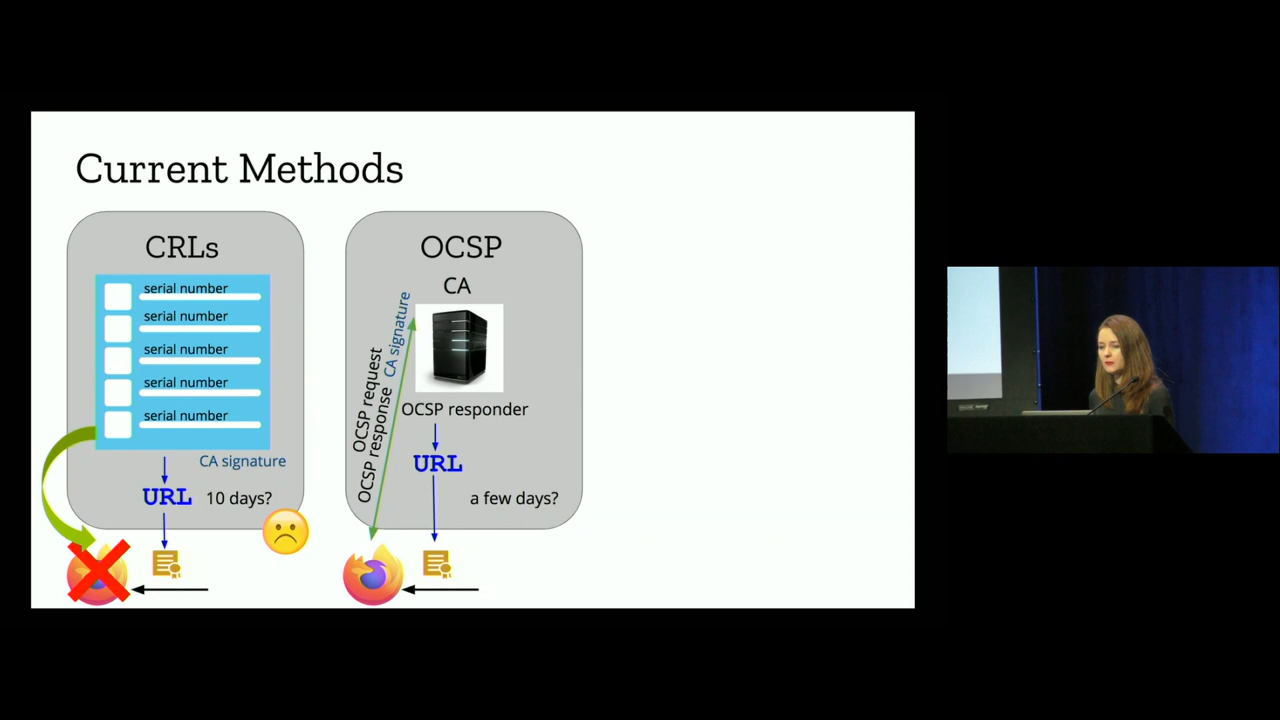 Current Methods
CRLs
serial number
serial number
serial number
serial number
serial number
CA signature
URL
10 days?
OCSP
CA
CA signature
OCSP request
OCSP response
OCSP responder
URL
a few days?